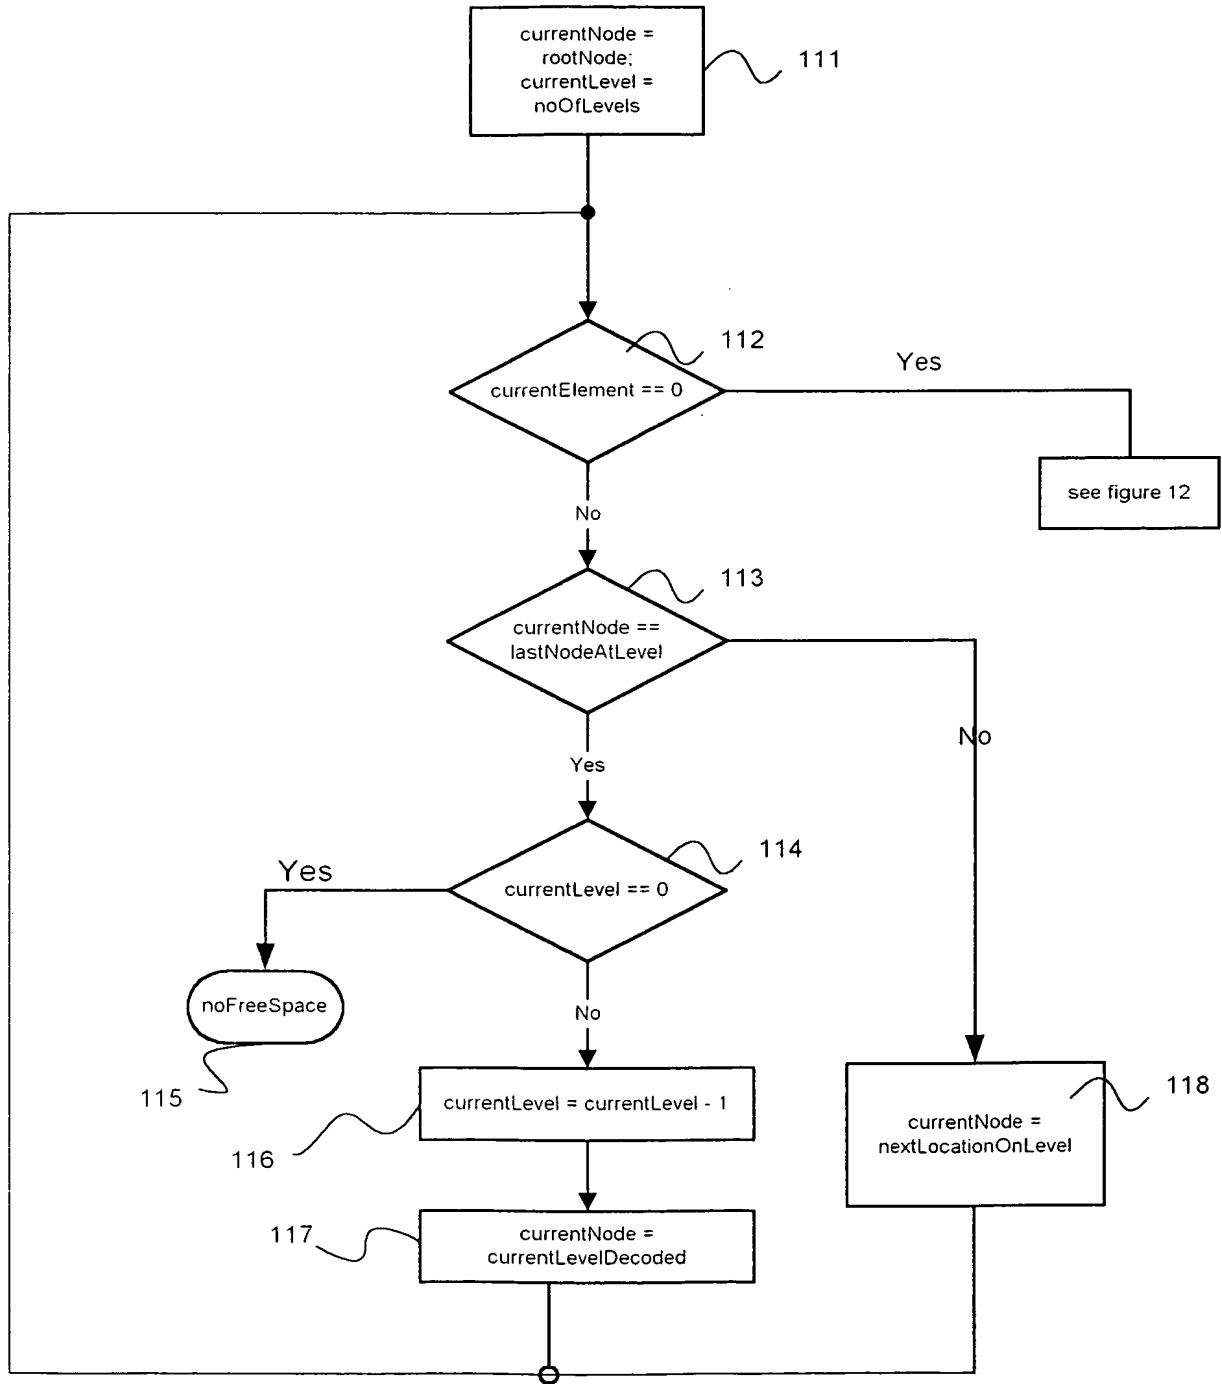 currentNode =
rootNode;
currentLevel =
noOfLevels
111
112
currentElement == 0
Yes
see figure 12
No
113
currentNode ==
lastNodeAtLevel
No
Yes
114
currentLevel == 0
Yes
noFreeSpace
115
No
currentLevel = currentLevel - 1
116
118
currentNode =
nextLocationOnLevel
117
currentNode =
currentLevelDecoded